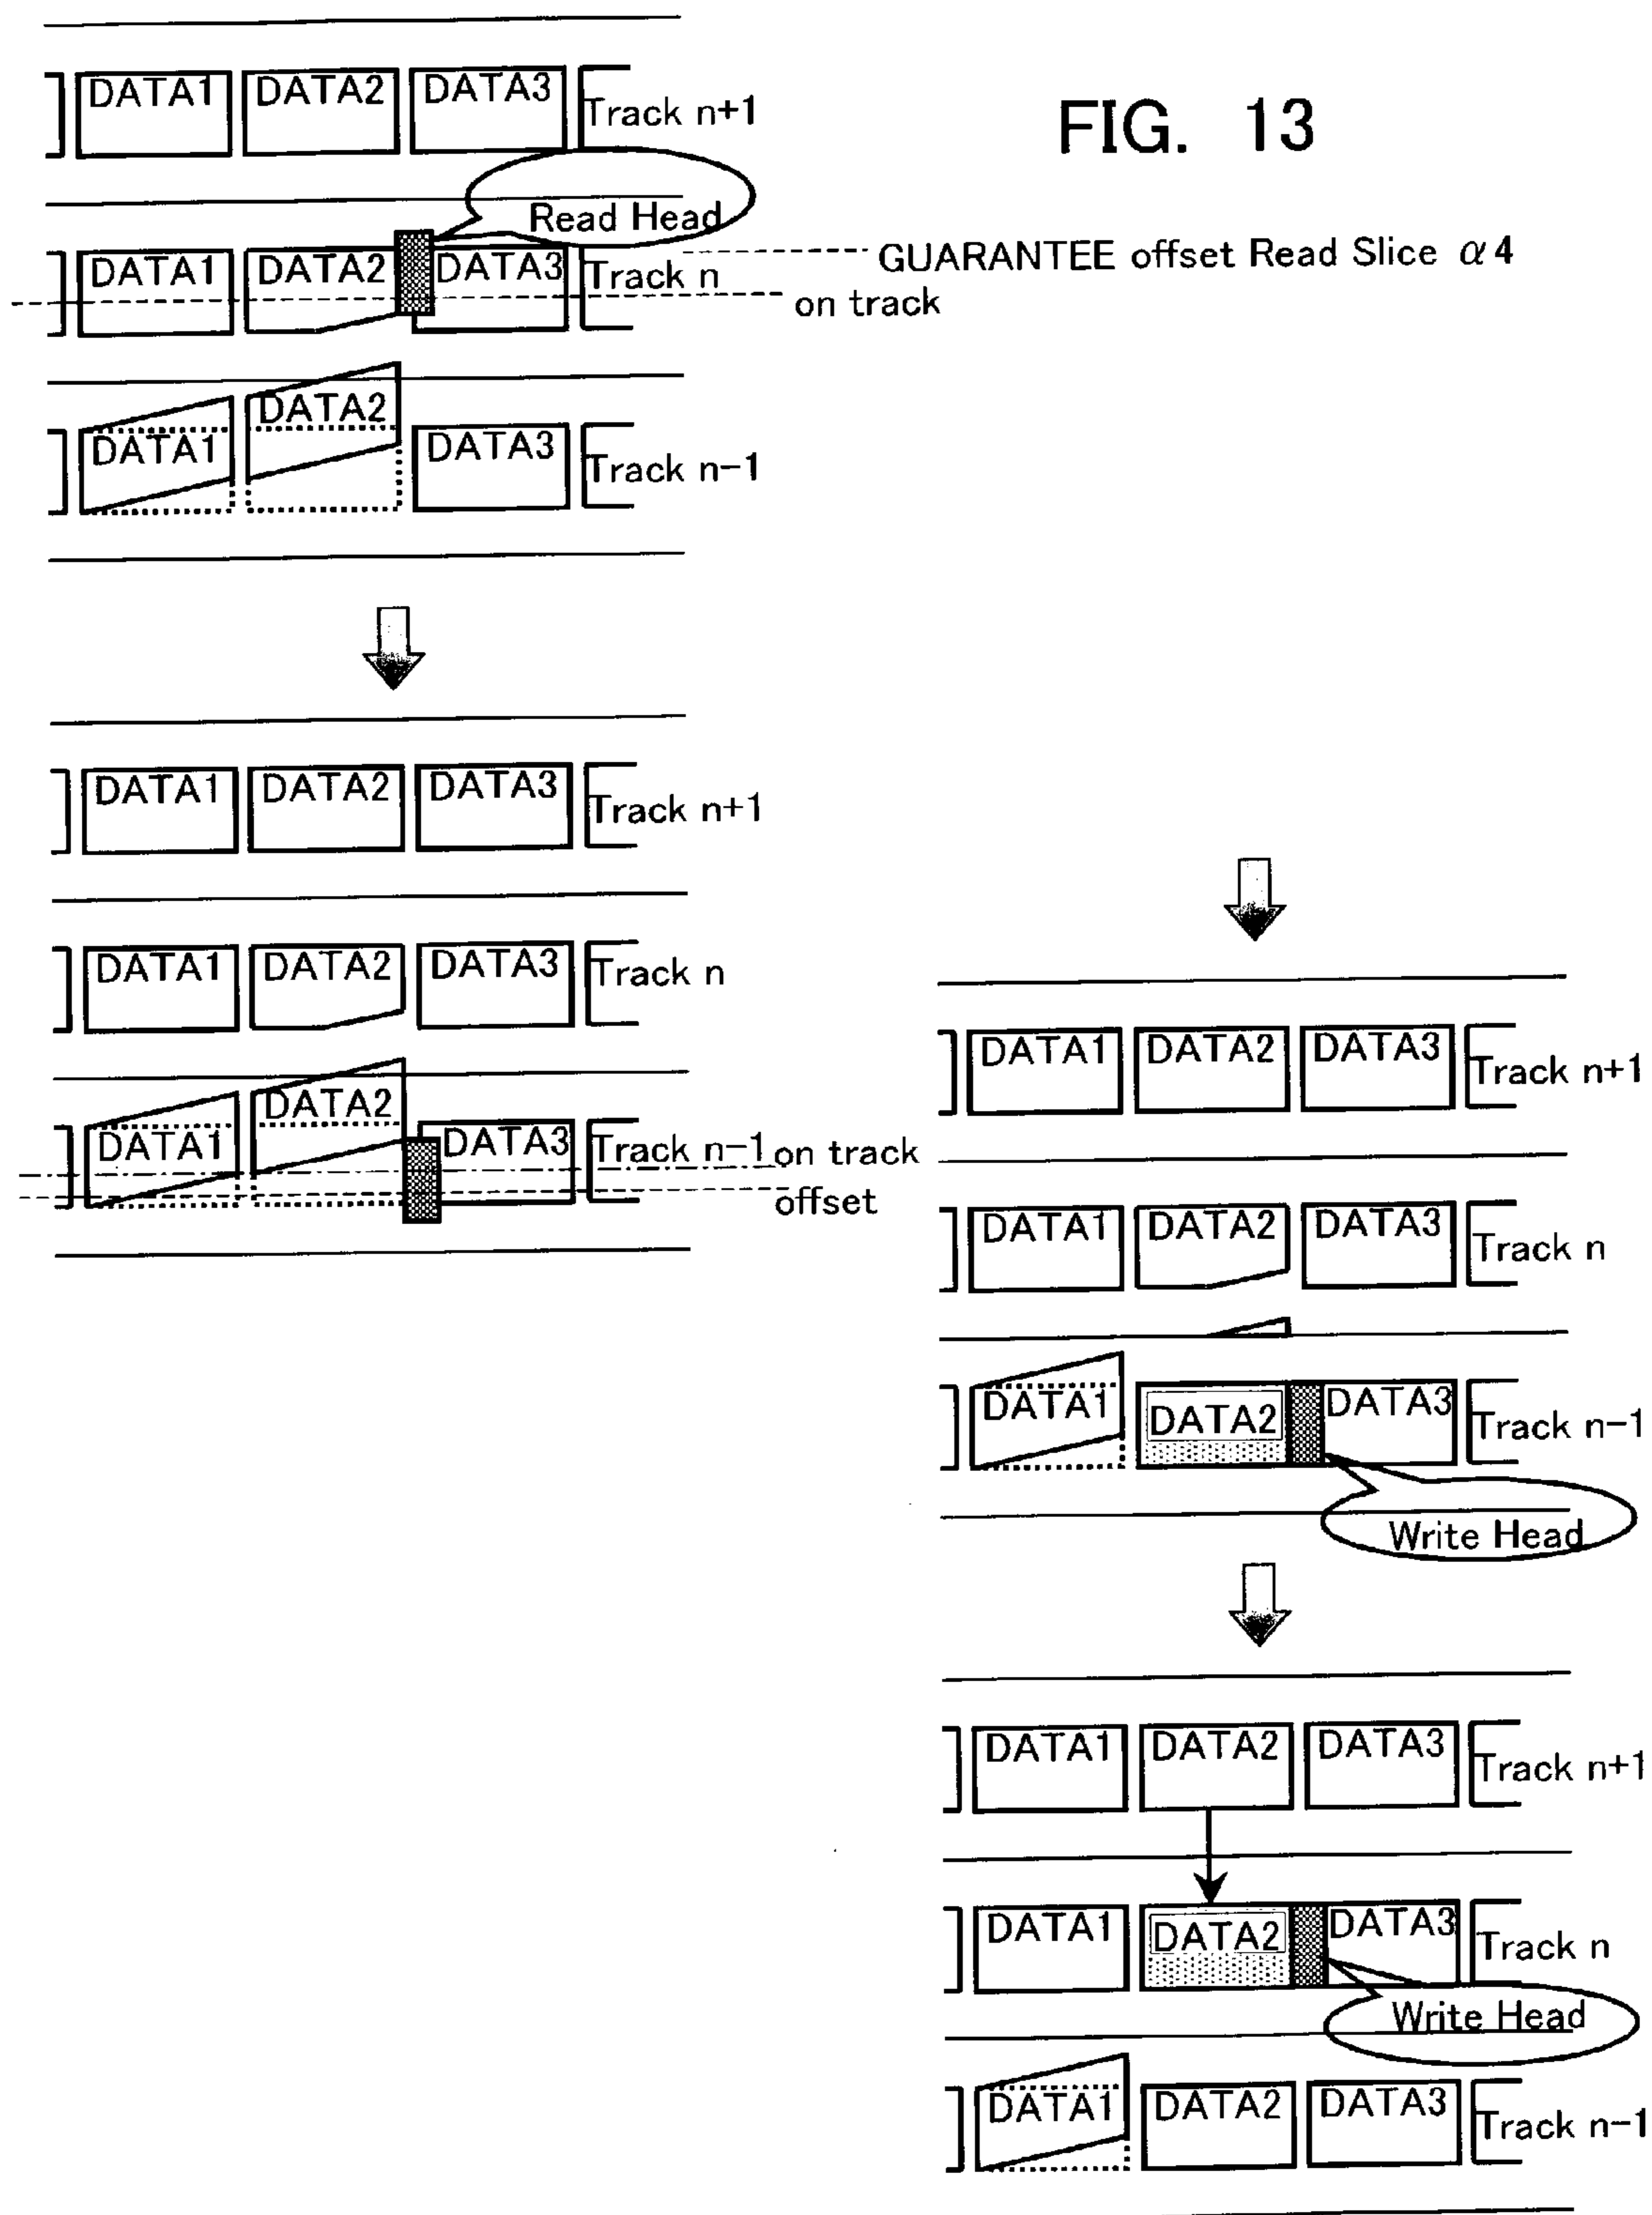 FIG. 13
DATA1 DATA2 DATA3 Track n+1
Read Head
GUARANTEE offset Read Slice α4
DATA1 DATA2 DATA3 Track n
on track
DATA1 DATA2 DATA3 Track n-1
DATA1 DATA2 DATA3 Track n+1
DATA1 DATA2 DATA3 Track n
DATA1 DATA2 DATA3 Track n-1 on track
offset
DATA1 DATA2 DATA3 Track n+1
DATA1 DATA2 DATA3 Track n
DATA1 DATA2 DATA3 Track n-1
Write Head
DATA1 DATA2 DATA3 Track n+1
DATA1 DATA2 DATA3 Track n
Write Head
DATA1 DATA2 DATA3 Track n-1